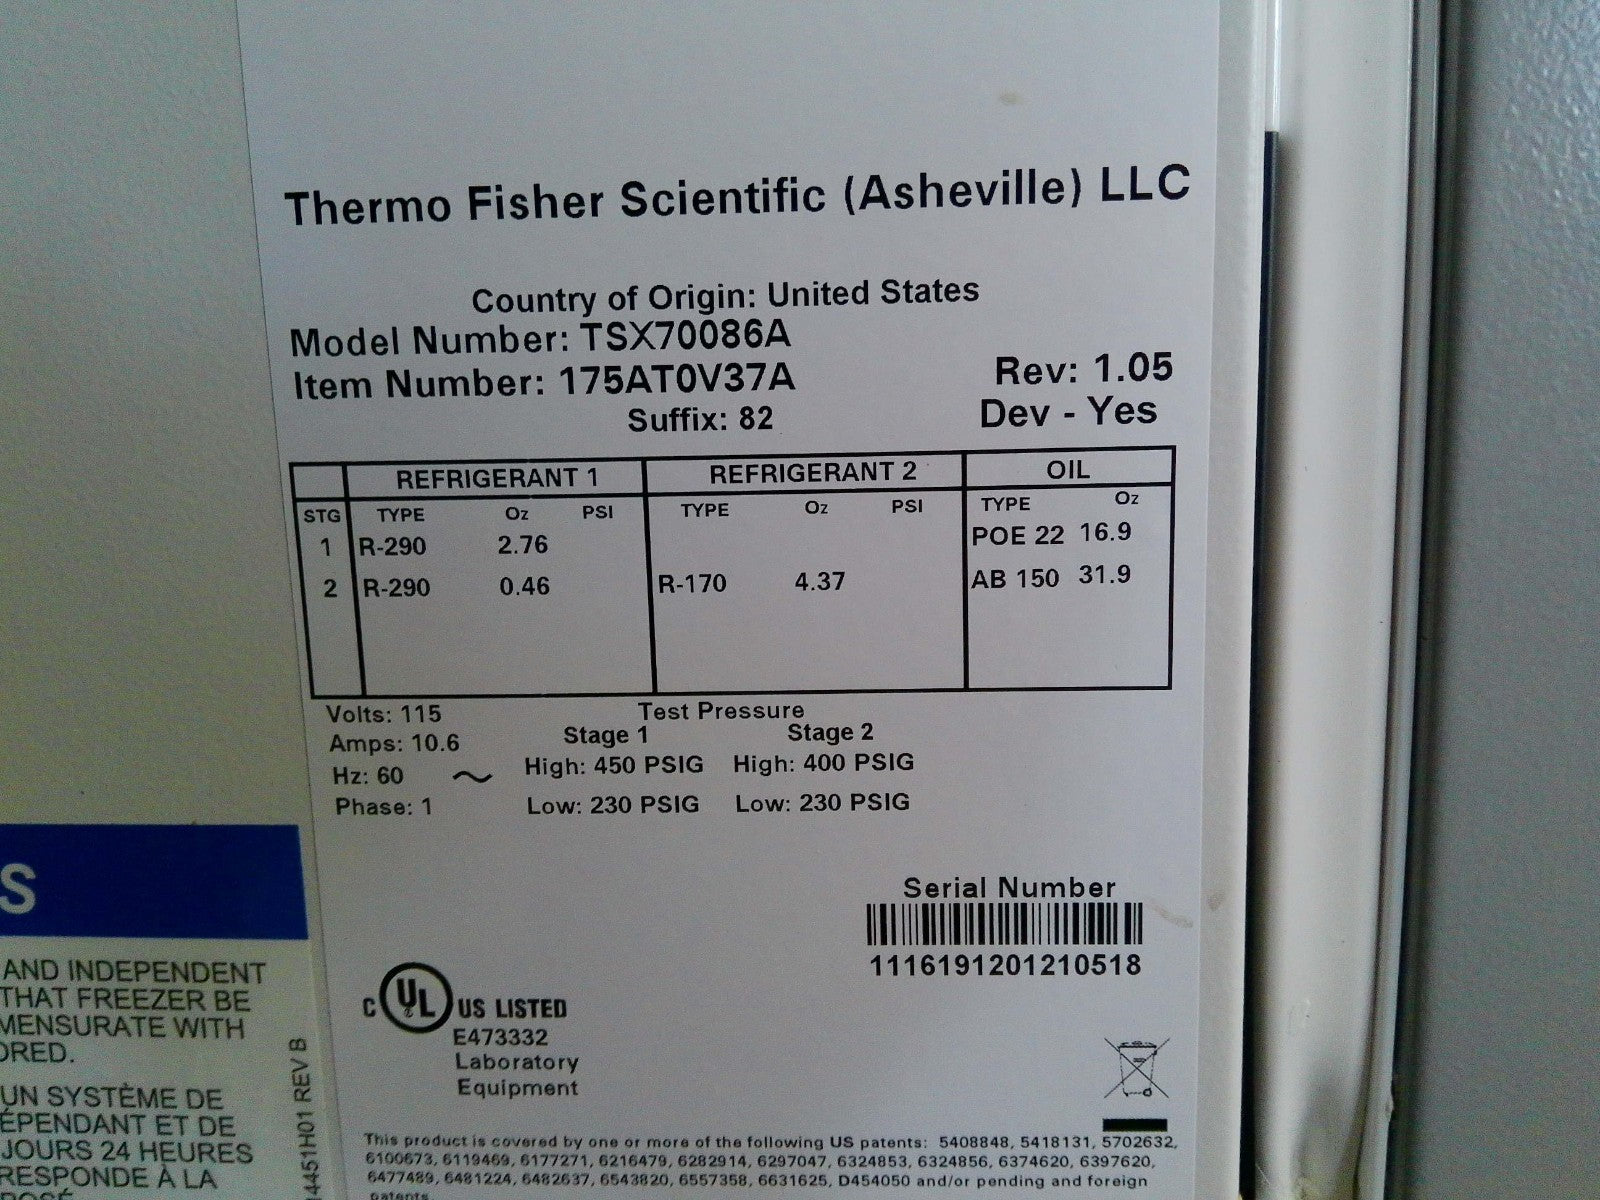 Thermo Fisher Scientific (Asheville) LLC
Country of Origin: United States
Model Number: TSX70086A
Item Number: 175AT0V37A
Rev: 1.05
Suffix: 82
Dev - Yes
REFRIGERANT 1 REFRIGERANT 2 OIL
STG TYPE Oz PSI TYPE Oz PSI TYPE Oz
1 R-290 2.76 POE 22 16.9
2 R-290 0.46 R-170 4.37 AB 150 31.9
Volts: 115
Amps: 10.6
Hz: 60 ~
Phase: 1
Test Pressure
Stage 1 Stage 2
High: 450 PSIG High: 400 PSIG
Low: 230 PSIG Low: 230 PSIG
Serial Number
1116191201210518
C UL US LISTED
E473332
Laboratory
Equipment
This product is covered by one or more of the following US patents: 5408848, 5418131, 5702632,
6100673, 6119469, 6177271, 6216479, 6282914, 6297047, 6324853, 6324856, 6374620, 6397620,
6477489, 6481224, 6482637, 6543820, 6557358, 6631625, D454050 and/or pending and foreign
patents
S
AND INDEPENDENT
THAT FREEZER BE
MENSURATE WITH
ORED.
UN SYSTÈME DE
ÉPENDANT ET DE
JOURS 24 HEURES
RESPONDE À LA
POSÉ
14451H01 REV B